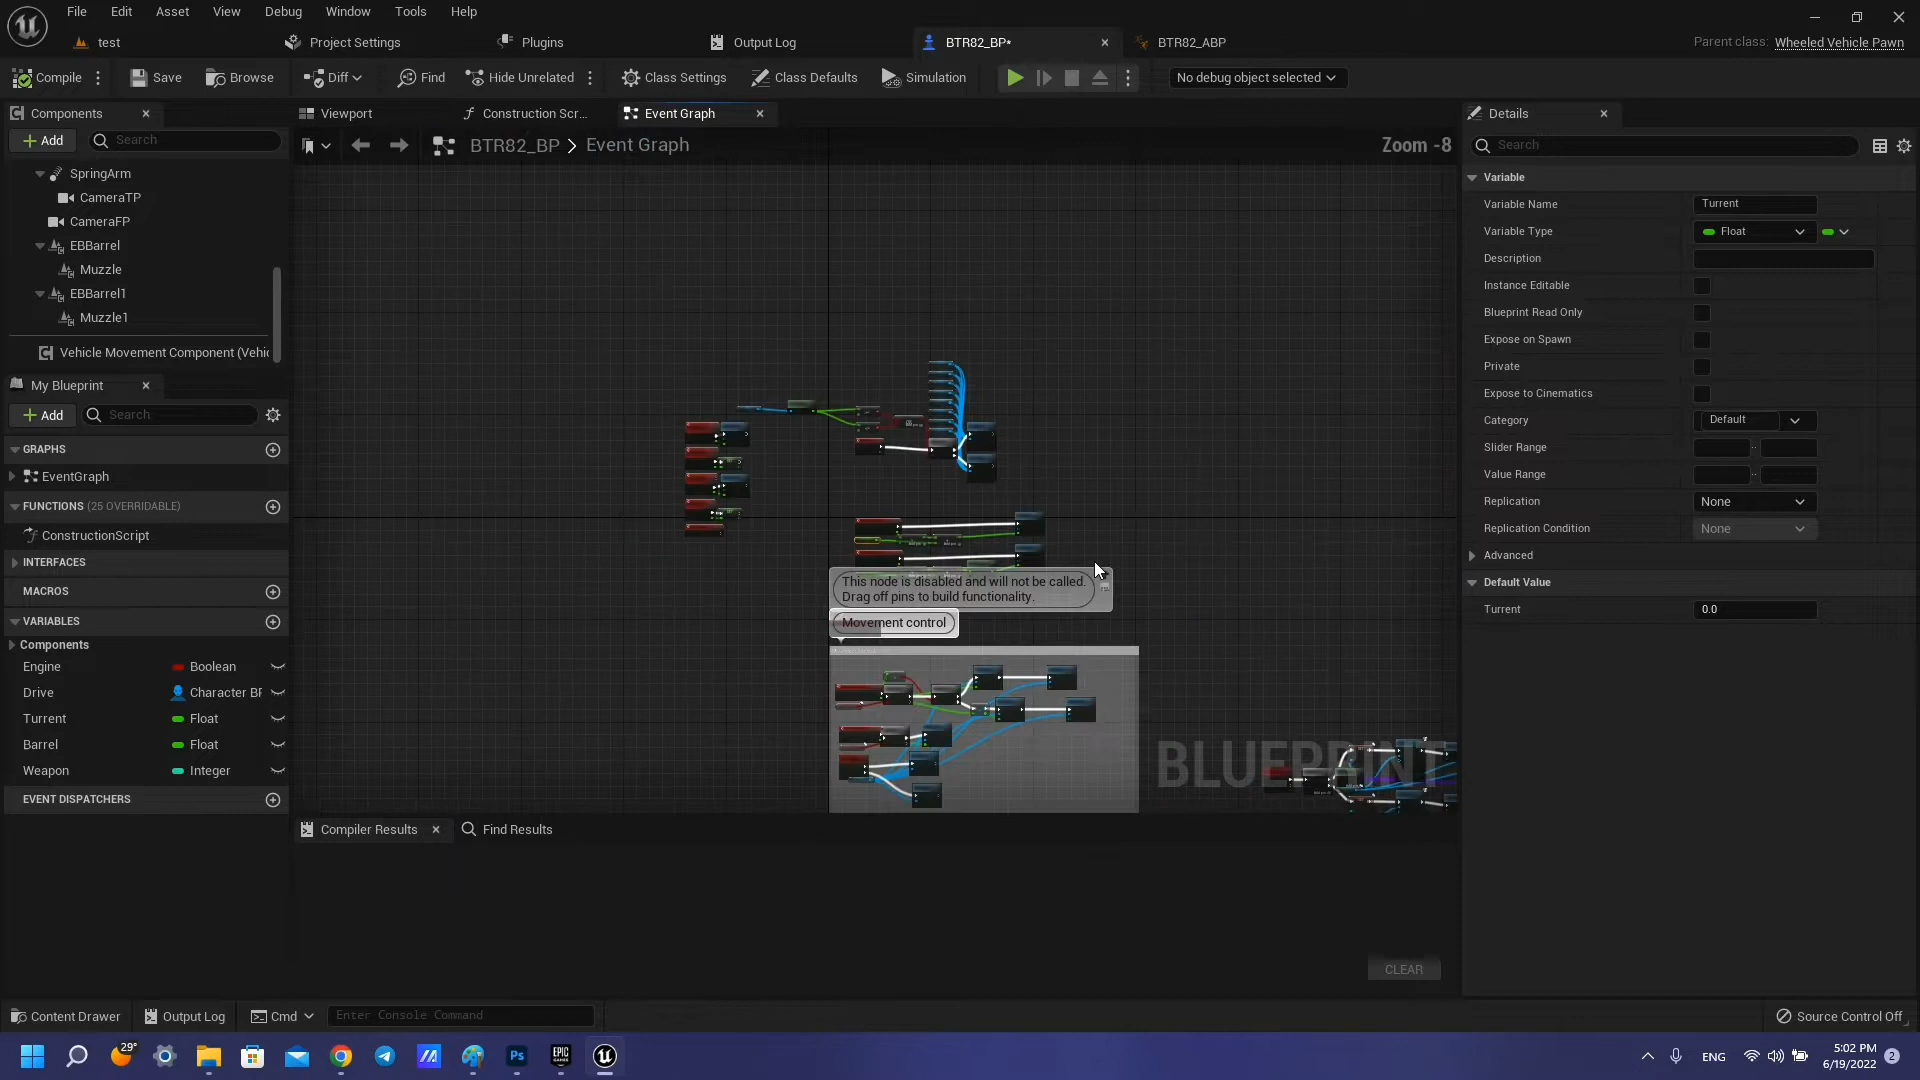 File Edit Asset View Debug Window Tools Help
test Project Settings Plugins Output Log BTR82_BP* BTR82_ABP
Parent class: Wheeled Vehicle Pawn
Compile Save Browse Diff Find Hide Unrelated Class Settings Class Defaults Simulation No debug object selected
Components
Add Search
SpringArm
CameraTP
CameraFP
EBBarrel
Muzzle
EBBarrel1
Muzzle1
Vehicle Movement Component (Vehic
My Blueprint
Add Search
GRAPHS
EventGraph
FUNCTIONS (25 OVERRIDABLE)
ConstructionScript
INTERFACES
MACROS
VARIABLES
Components
Engine Boolean
Drive Character BF
Turrent Float
Barrel Float
Weapon Integer
EVENT DISPATCHERS
Viewport Construction Scr... Event Graph
BTR82_BP > Event Graph
Zoom -8
This node is disabled and will not be called.
Drag off pins to build functionality.
Movement control
BLUEPRINT
Compiler Results Find Results
CLEAR
Details
Search
Variable
Variable Name Turrent
Variable Type Float
Description
Instance Editable
Blueprint Read Only
Expose on Spawn
Private
Expose to Cinematics
Category Default
Slider Range
Value Range
Replication None
Replication Condition None
Advanced
Default Value
Turrent 0.0
Content Drawer Output Log Cmd Enter Console Command
Source Control Off
29°
Ps
EPIC
GAMES
ENG
5:02 PM
6/19/2022
2